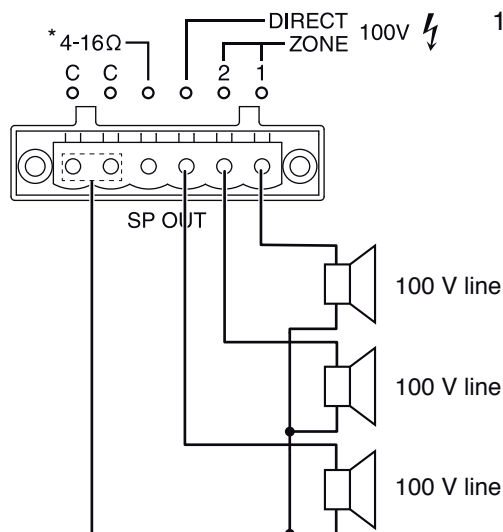 DIRECT
* 4-16Ω
ZONE
100V
1
C C 2 1
SP OUT
100 V line
100 V line
100 V line